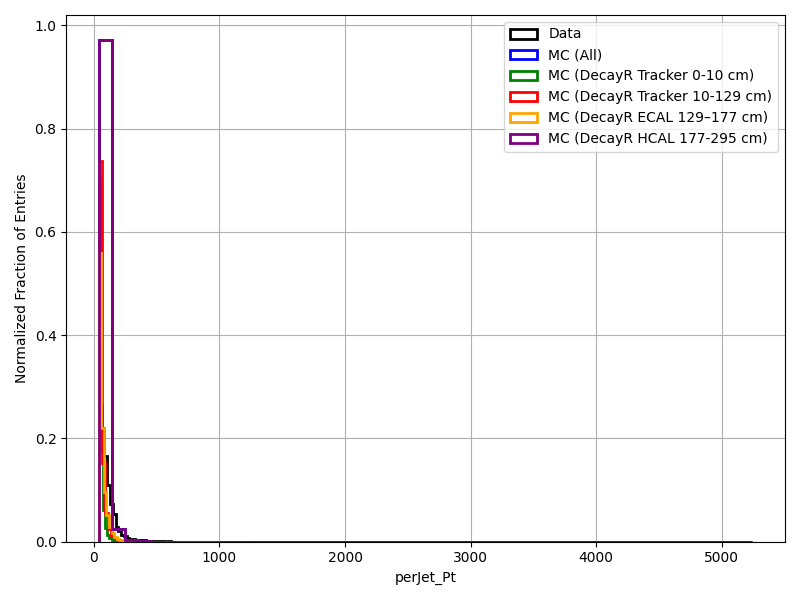 1.0
0.8
0.6
0.4
0.2
0.0
Normalized Fraction of Entries
Data
MC (All)
MC (DecayR Tracker 0-10 cm)
MC (DecayR Tracker 10-129 cm)
MC (DecayR ECAL 129–177 cm)
MC (DecayR HCAL 177-295 cm)
0 1000 2000 3000 4000 5000
perJet_Pt